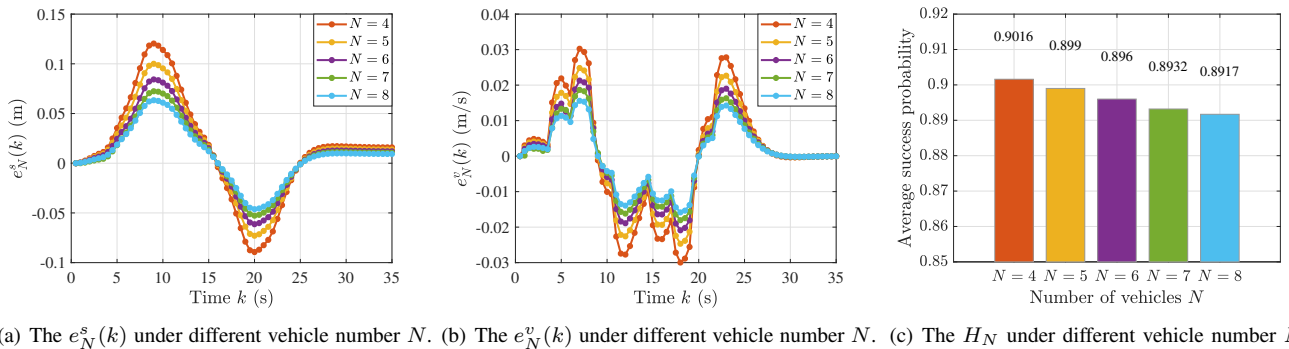 0.15
0.1
0.05
0
-0.05
-0.1
e_N^s(k) (m)
0 5 10 15 20 25 30 35
Time k (s)
N = 4
N = 5
N = 6
N = 7
N = 8
0.04
0.03
0.02
0.01
0
-0.01
-0.02
-0.03
e_N^v(k) (m/s)
0 5 10 15 20 25 30 35
Time k (s)
N = 4
N = 5
N = 6
N = 7
N = 8
0.92
0.91
0.9
0.89
0.88
0.87
0.86
0.85
Average success probability
0.9016 0.899 0.896 0.8932 0.8917
N = 4 N = 5 N = 6 N = 7 N = 8
Number of vehicles N
(a) The e_N^s(k) under different vehicle number N. (b) The e_N^v(k) under different vehicle number N. (c) The H_N under different vehicle number N